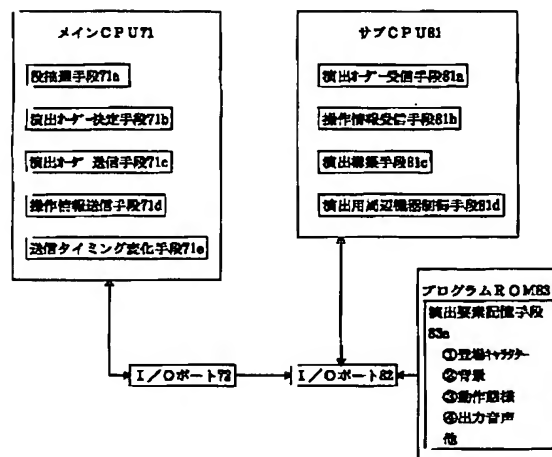 メインCPU71
役抽選手段71a
演出オーダー決定手段71b
演出オーダー送信手段71c
操作情報送信手段71d
送信タイミング変化手段71e
サブCPU81
演出オーダー受信手段81a
操作情報受信手段81b
演出構築手段81c
演出用周辺機器制御手段81d
I/Oポート72
I/Oポート82
プログラムROM83
演出要素記憶手段
83a
①登場キャラクター
②背景
③動作態様
④出力音声
他